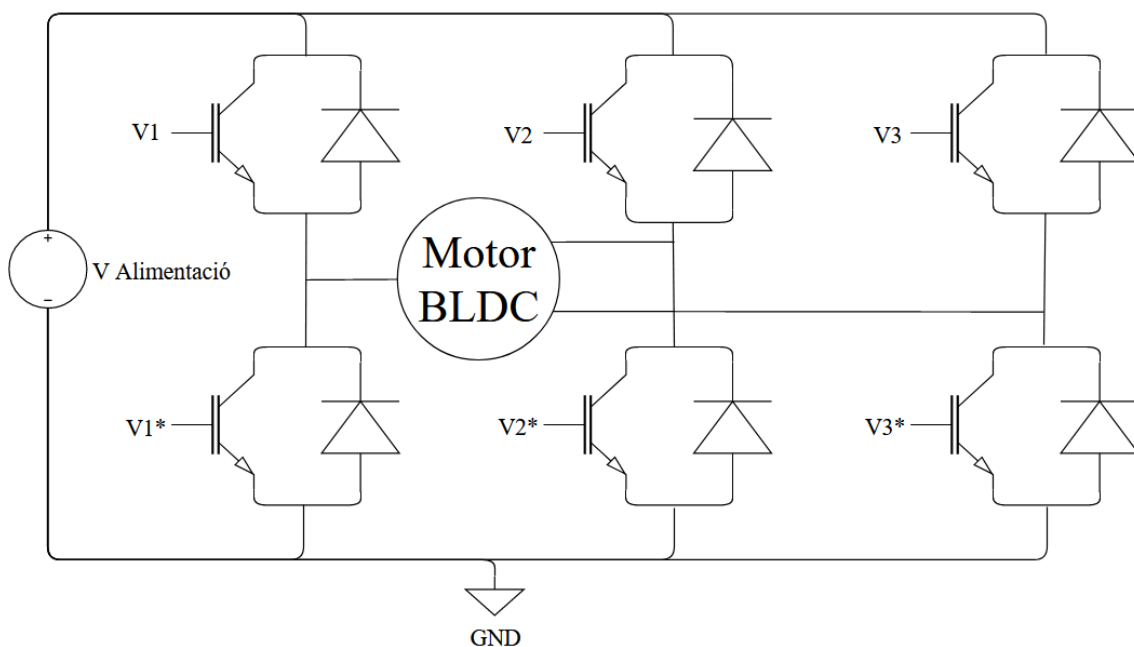 V1
V2
V3
+
−
V Alimentació
Motor
BLDC
V1*
V2*
V3*
GND